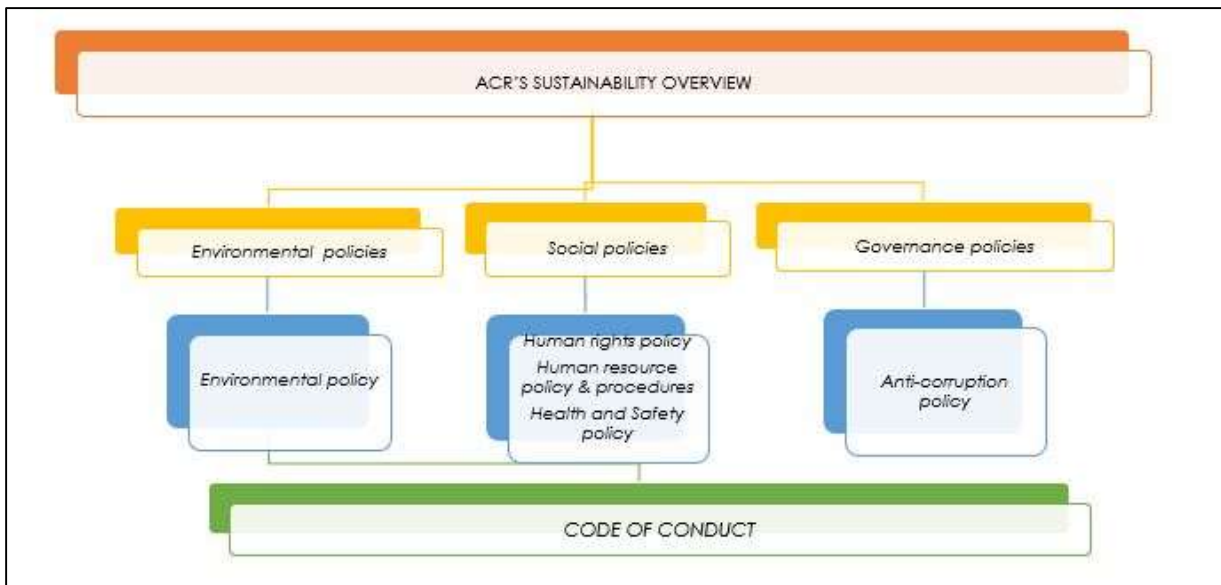 ACR'S SUSTAINABILITY OVERVIEW
Environmental policies
Social policies
Governance policies
Environmental policy
Human rights policy
Human resource
policy & procedures
Health and Safety
policy
Anti-corruption
policy
CODE OF CONDUCT